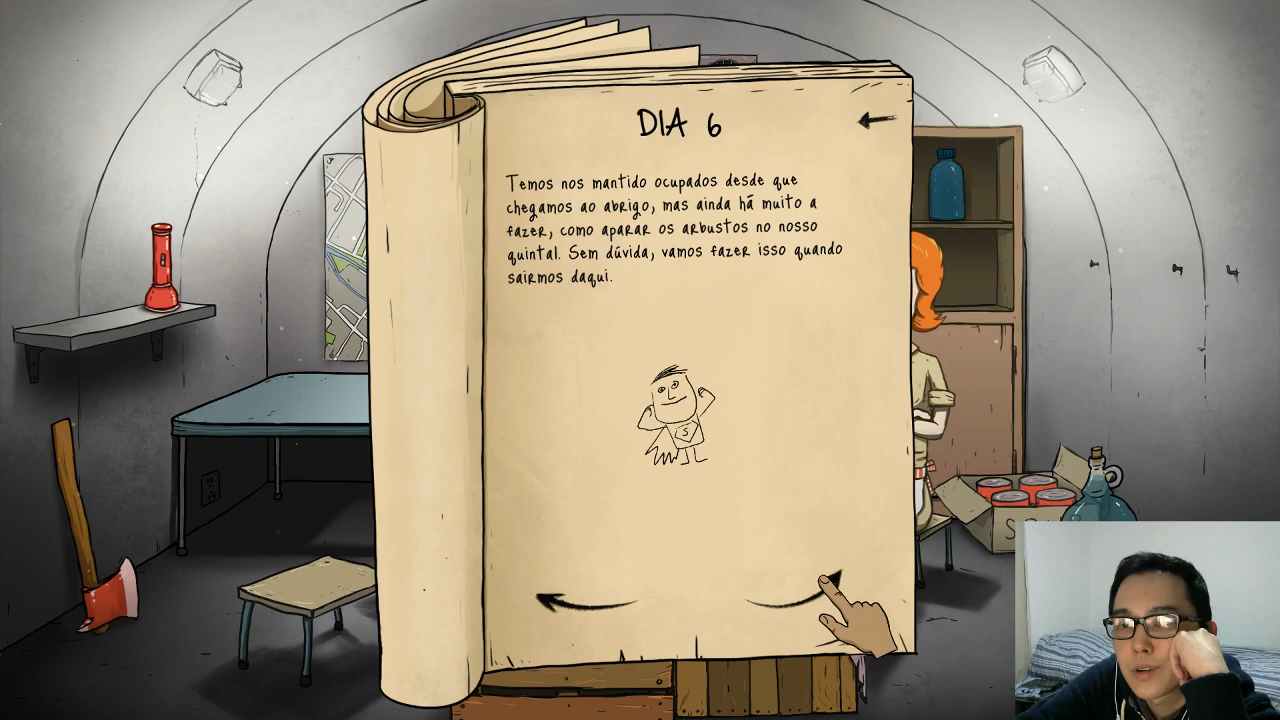 DIA 6
Temos nos mantido ocupados desde que
chegamos ao abrigo, mas ainda há muito a
fazer, como aparar os arbustos no nosso
quintal. Sem dúvida, vamos fazer isso quando
sairmos daqui.
S